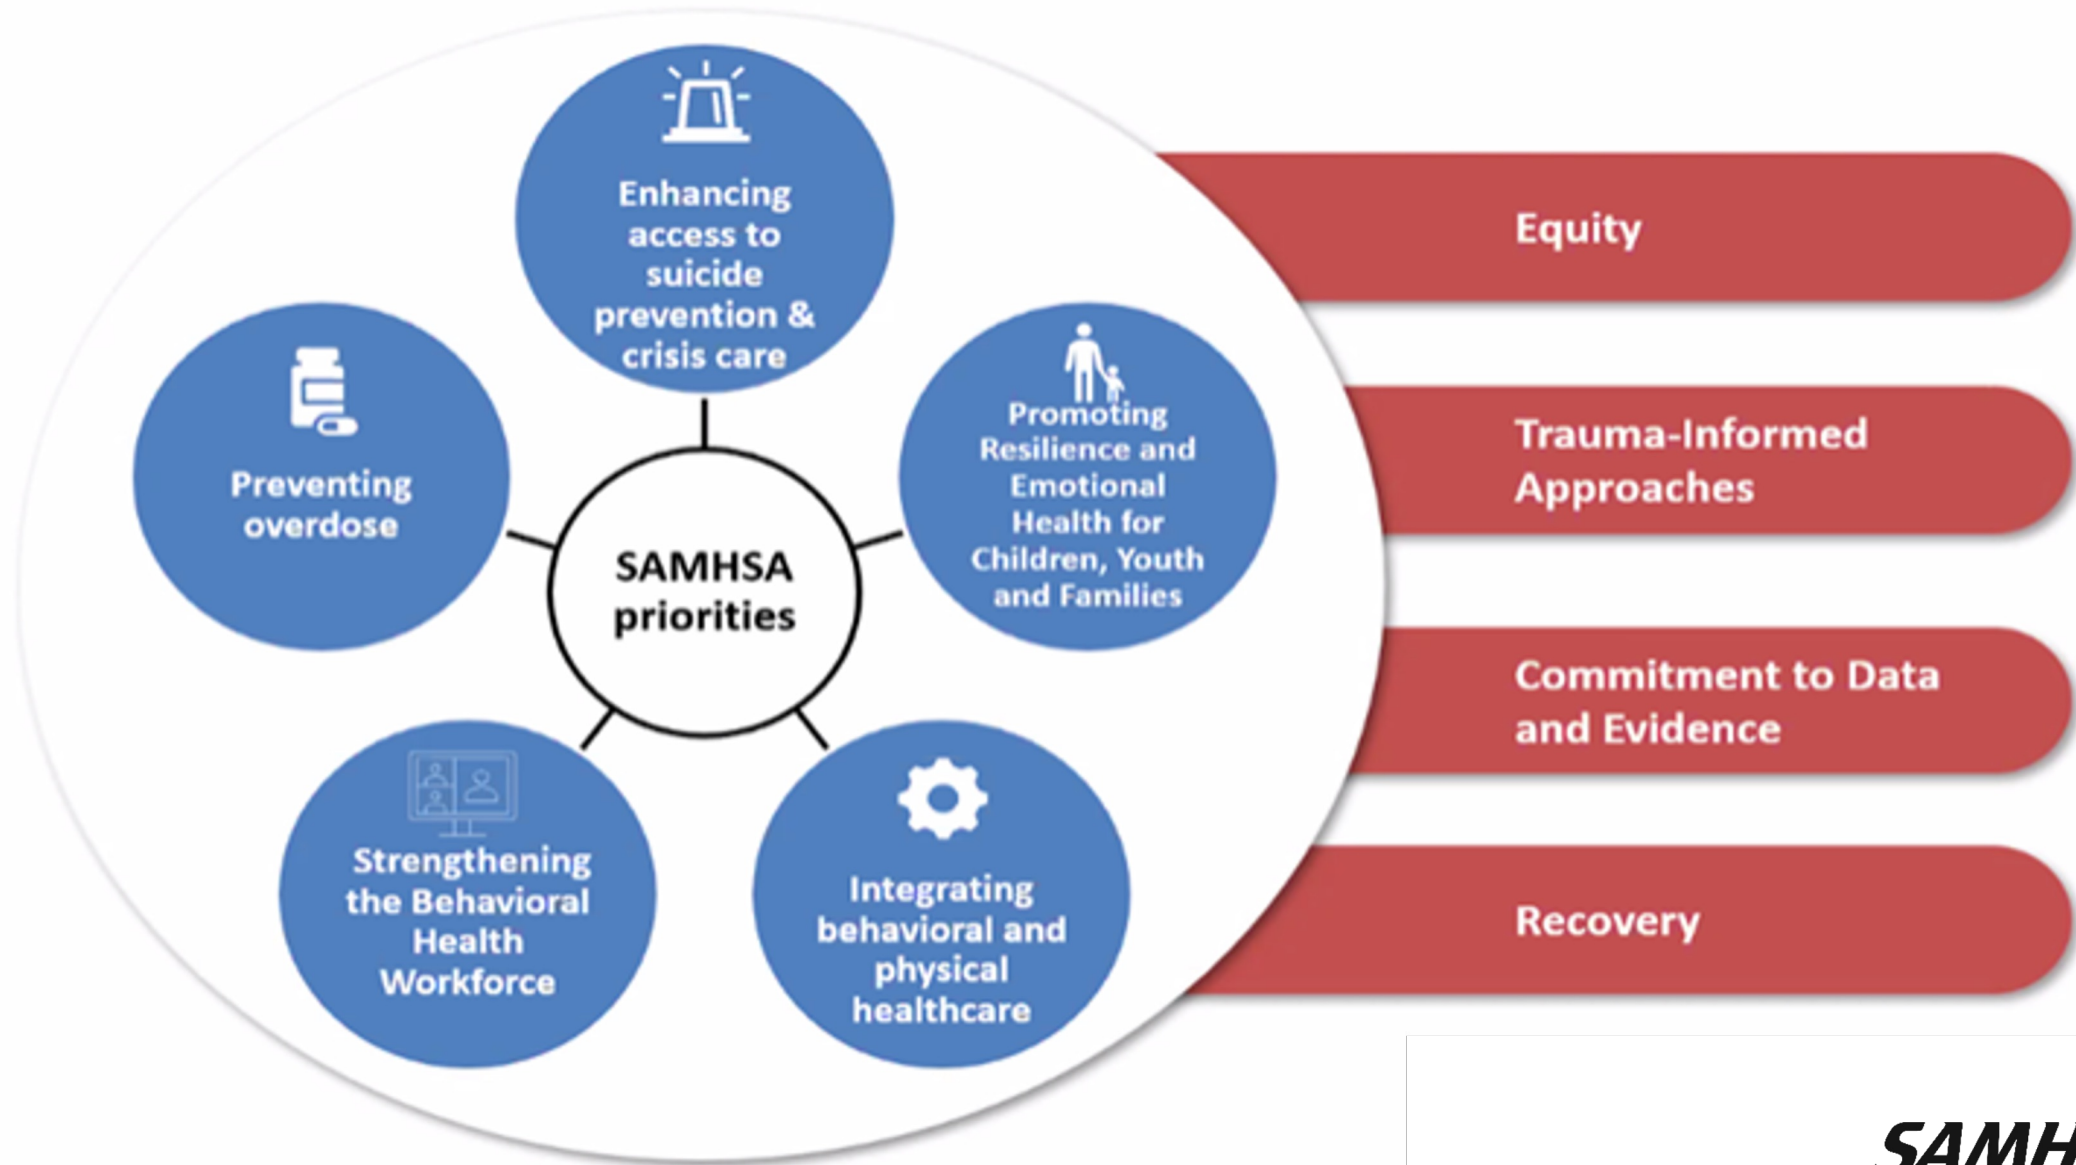 Enhancing
access to
suicide
prevention &
crisis care
Preventing
overdose
Promoting
Resilience and
Emotional
Health for
Children, Youth
and Families
SAMHSA
priorities
Strengthening
the Behavioral
Health
Workforce
Integrating
behavioral and
physical
healthcare
Equity
Trauma-Informed
Approaches
Commitment to Data
and Evidence
Recovery
SAMH